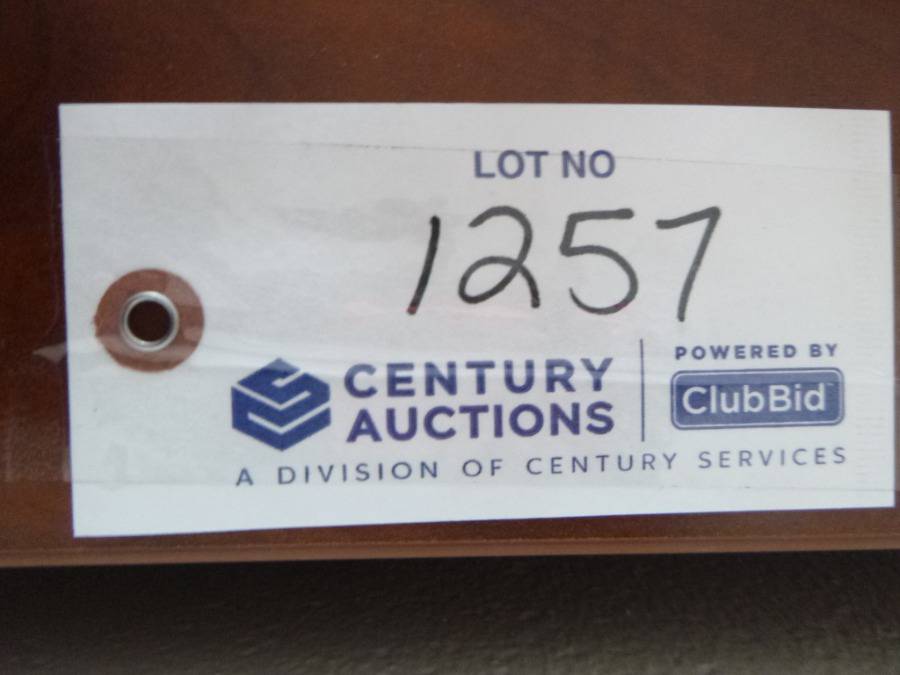 LOT NO
1257
CENTURY
AUCTIONS
POWERED BY
ClubBid
A DIVISION OF CENTURY SERVICES